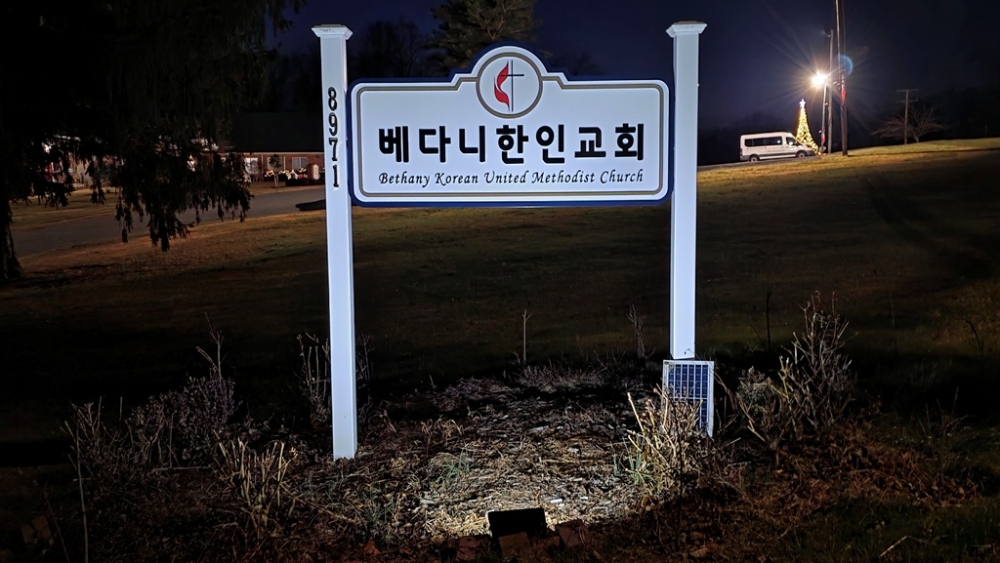 8971
베다니한인교회
Bethany Korean United Methodist Church